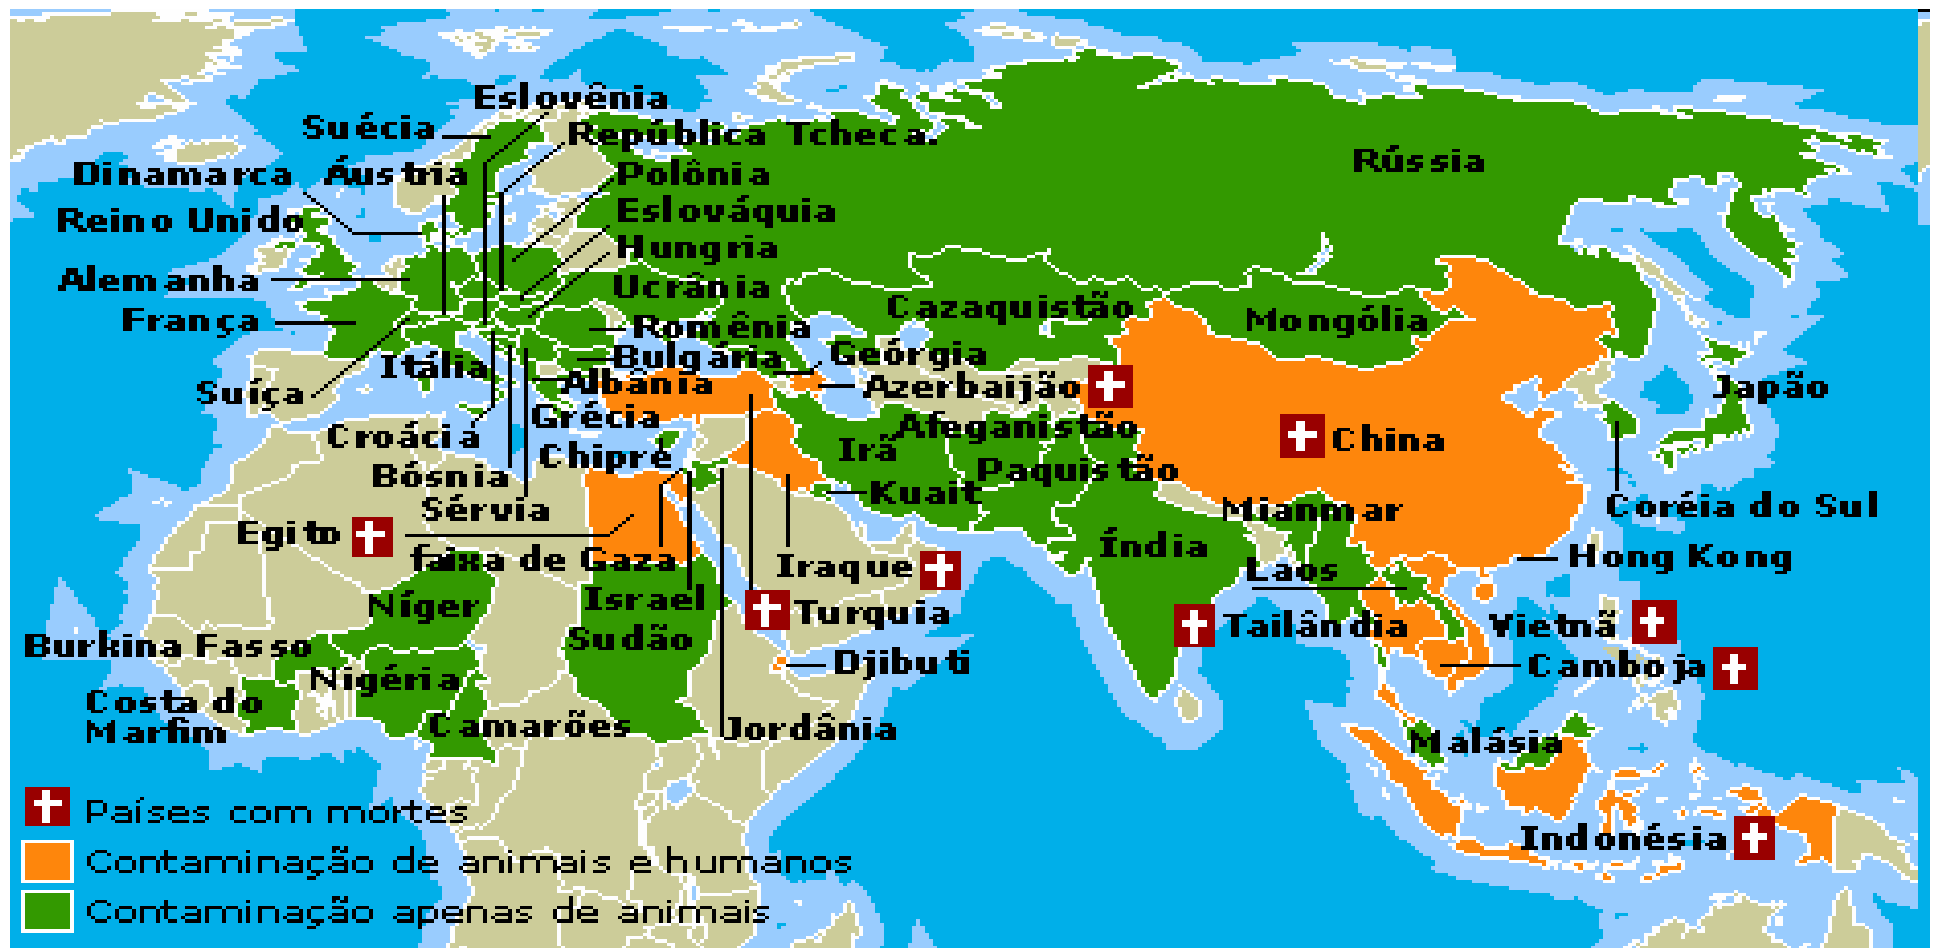 Eslovênia
Suécia
República Tcheca.
Rússia
Dinamarca
Áustria
Polônia
Reino Unido
Eslováquia
Hungria
Alemanha
Ucrânia
Cazaquistão
França
Romênia
Mongólia
Itália
Bulgária
Geórgia
Suíça
Albânia
Azerbaijão
Japão
Croácia
Grécia
Afeganistão
Irã
China
Bósnia
Chipre
Paquistão
Kuait
Sérvia
Mianmar
Coréia do Sul
Egito
faixa de Gaza
Iraque
Índia
Laos
Hong Kong
Níger
Israel
Turquia
Tailândia
Vietnã
Burkina Fasso
Sudão
Djibuti
Camboja
Nigéria
Costa do
Marfim
Camarões
Jordânia
Malásia
Indonésia
Países com mortes
Contaminação de animais e humanos
Contaminação apenas de animais